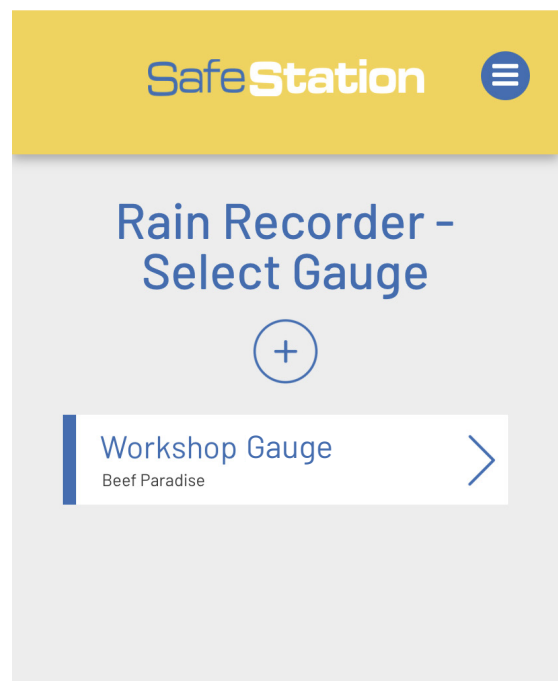 SafeStation
Rain Recorder -
Select Gauge
Workshop Gauge
Beef Paradise